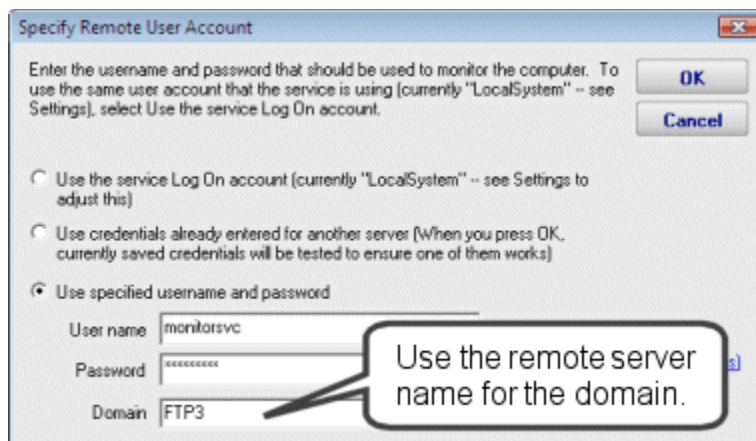 Specify Remote User Account
Enter the username and password that should be used to monitor the computer. To
use the same user account that the service is using (currently "LocalSystem" -- see
Settings), select Use the service Log On account.
OK
Cancel
Use the service Log On account (currently "LocalSystem" -- see Settings to
adjust this)
Use credentials already entered for another server (When you press OK,
currently saved credentials will be tested to ensure one of them works)
Use specified username and password
User name monitorsvc
Password ×××××××××
Domain FTP3
Use the remote server
name for the domain.